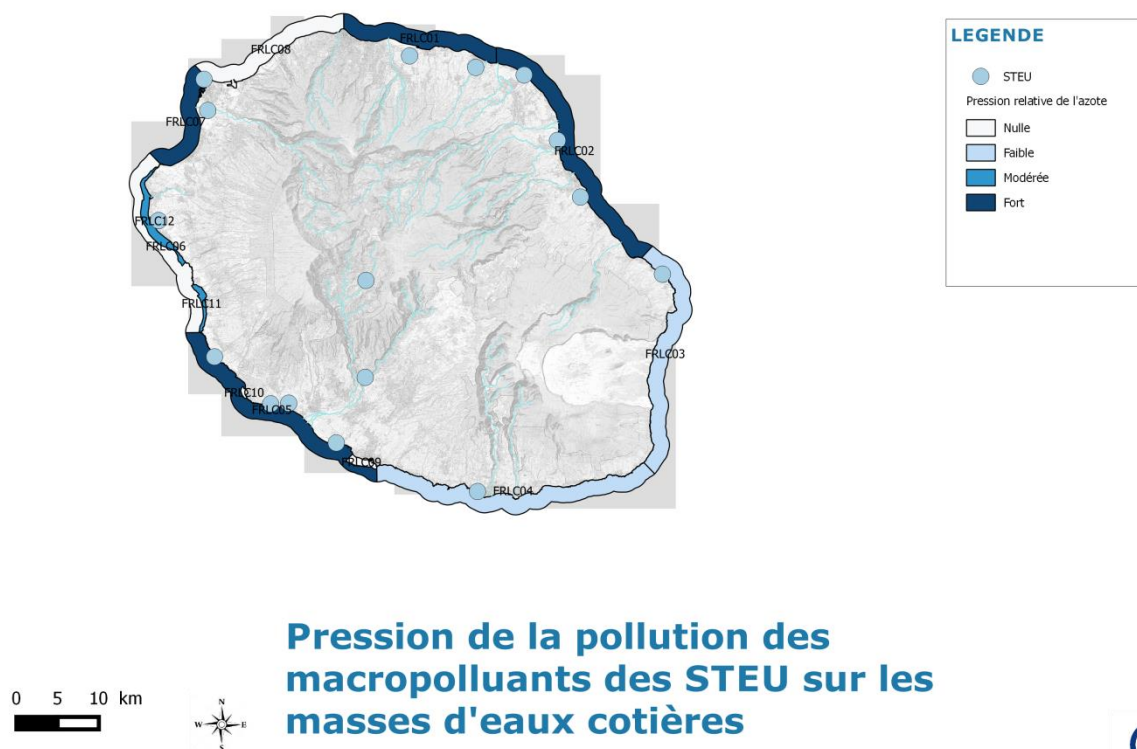 LEGENDE
STEU
Pression relative de l'azote
Nulle
Faible
Modérée
Fort
FRLC01
FRLC08
FRLC07
FRLC02
FRLC12
FRLC06
FRLC11
FRLC03
FRLC10
FRLC05
FRLC09
FRLC04
Pression de la pollution des
macropolluants des STEU sur les
masses d'eaux cotières
0 5 10 km
N
W E
S